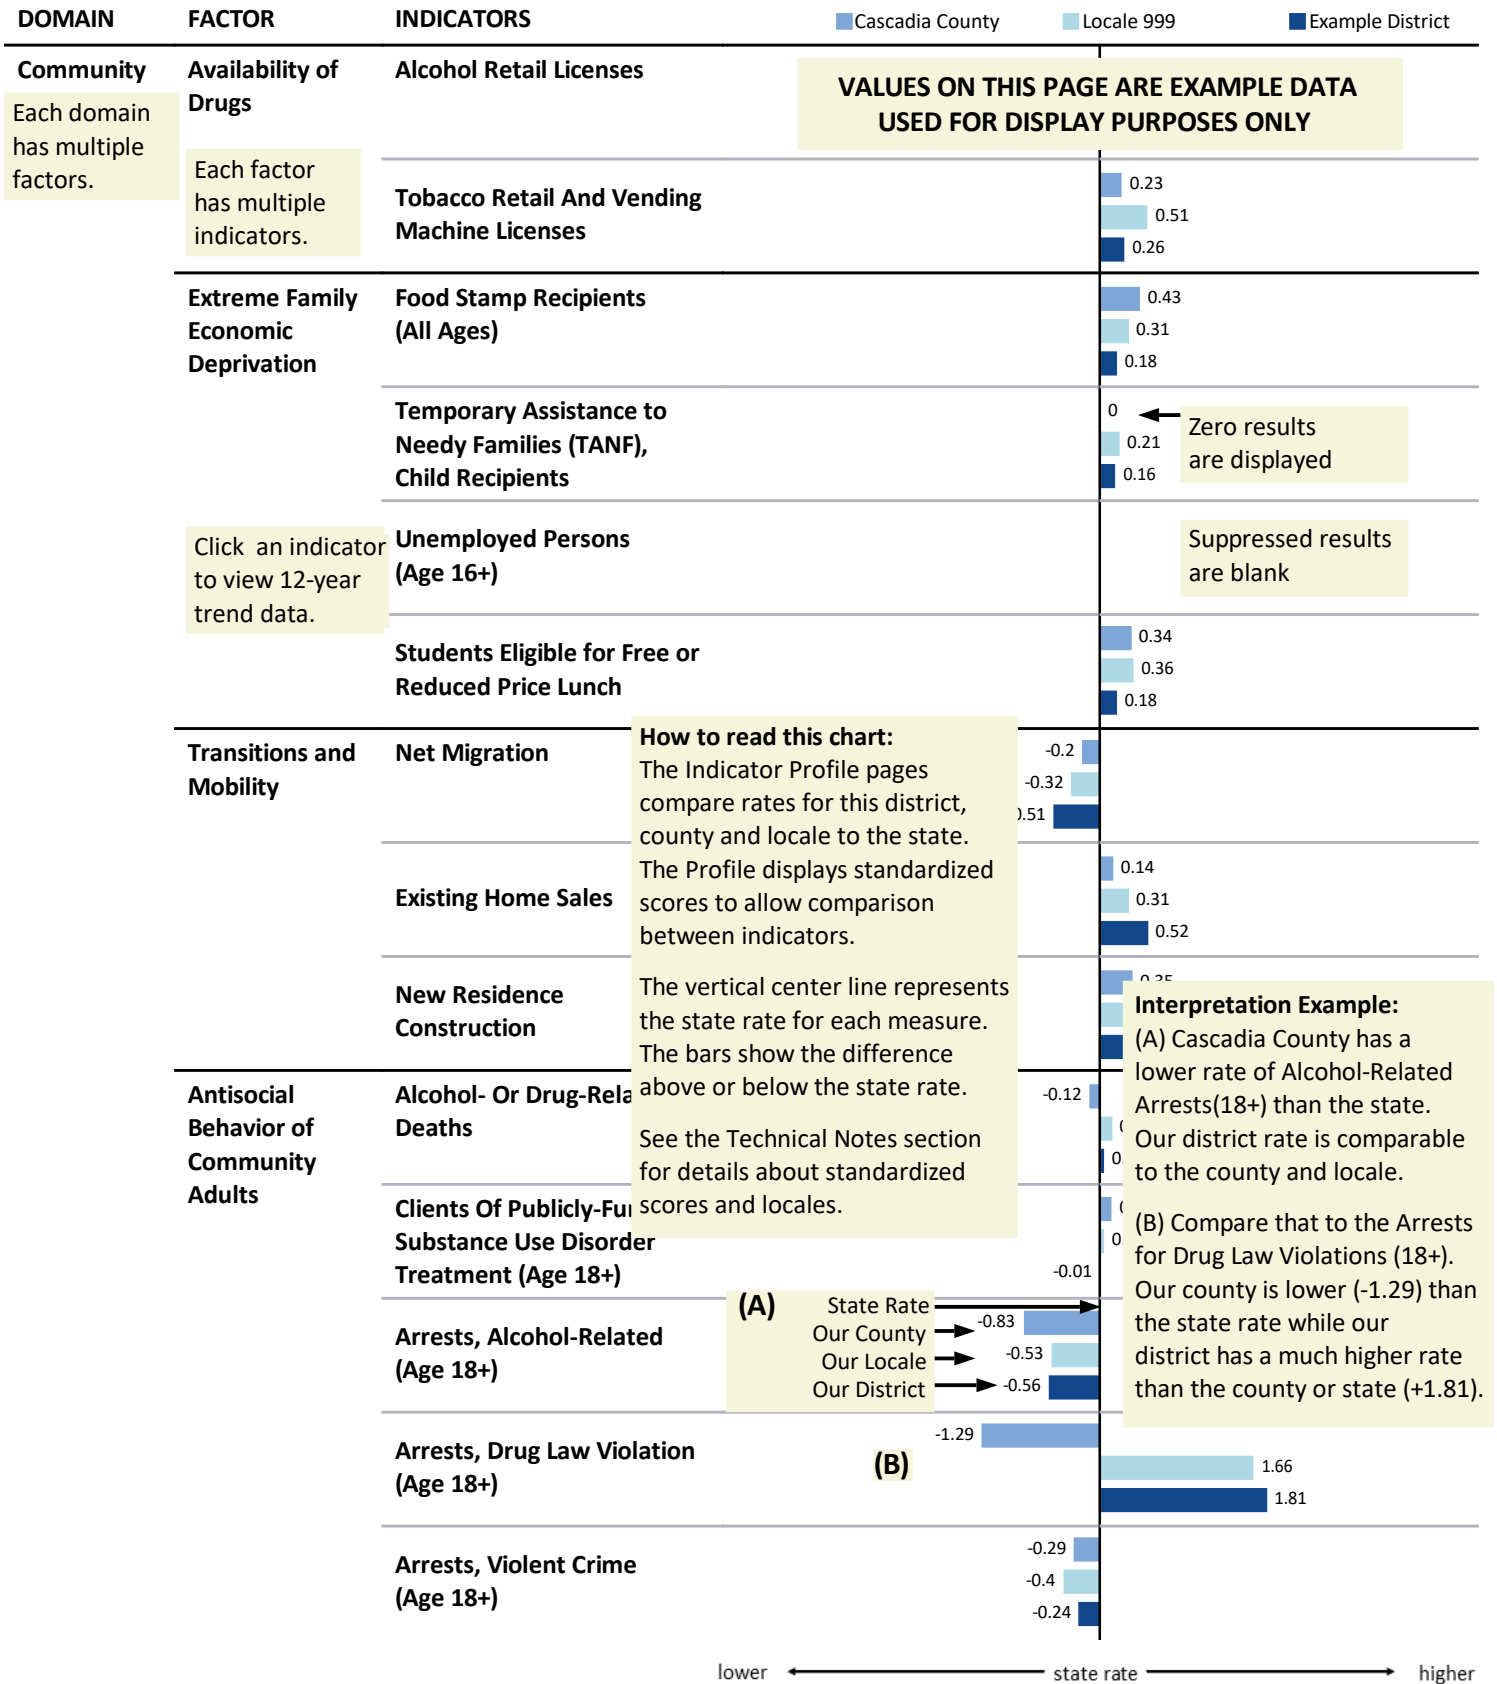 DOMAIN FACTOR INDICATORS Cascadia County Locale 999 Example District
Community
Each domain
has multiple
factors.
Availability of
Drugs
Each factor
has multiple
indicators.
Alcohol Retail Licenses
VALUES ON THIS PAGE ARE EXAMPLE DATA
USED FOR DISPLAY PURPOSES ONLY
Tobacco Retail And Vending
Machine Licenses
0.23
0.51
0.26
Extreme Family
Economic
Deprivation
Food Stamp Recipients
(All Ages)
0.43
0.31
0.18
Temporary Assistance to
Needy Families (TANF),
Child Recipients
0
0.21
0.16
Zero results
are displayed
Click an indicator
to view 12-year
trend data.
Unemployed Persons
(Age 16+)
Suppressed results
are blank
Students Eligible for Free or
Reduced Price Lunch
0.34
0.36
0.18
Transitions and
Mobility
Net Migration
-0.2
-0.32
.51
How to read this chart:
The Indicator Profile pages
compare rates for this district,
county and locale to the state.
The Profile displays standardized
scores to allow comparison
between indicators.
The vertical center line represents
the state rate for each measure.
The bars show the difference
above or below the state rate.
See the Technical Notes section
for details about standardized
scores and locales.
Existing Home Sales
0.14
0.31
0.52
New Residence
Construction
Interpretation Example:
(A) Cascadia County has a
lower rate of Alcohol-Related
Arrests(18+) than the state.
Our district rate is comparable
to the county and locale.
(B) Compare that to the Arrests
for Drug Law Violations (18+).
Our county is lower (-1.29) than
the state rate while our
district has a much higher rate
than the county or state (+1.81).
Antisocial
Behavior of
Community
Adults
Alcohol- Or Drug-Rela
Deaths
-0.12
0.
Clients Of Publicly-Fu
Substance Use Disorder
Treatment (Age 18+)
0.
-0.01
Arrests, Alcohol-Related
(Age 18+)
(A) State Rate
Our County -0.83
Our Locale -0.53
Our District -0.56
Arrests, Drug Law Violation
(Age 18+)
(B)
-1.29
1.66
1.81
Arrests, Violent Crime
(Age 18+)
-0.29
-0.4
-0.24
lower state rate higher